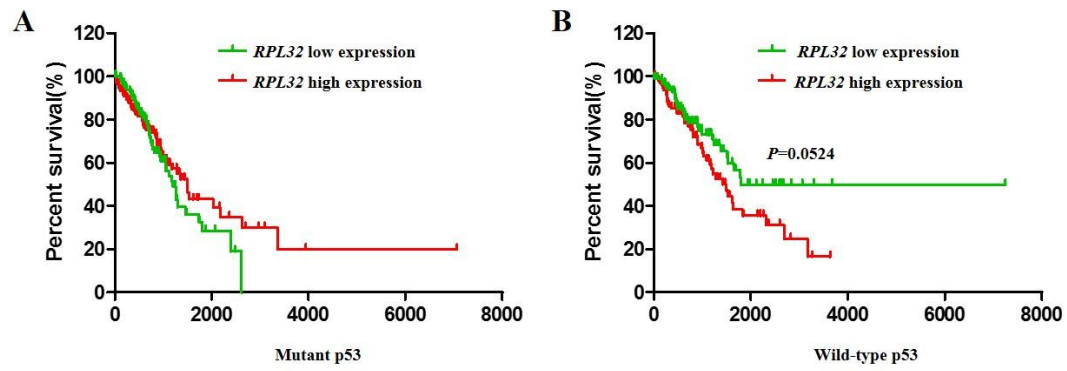 A
120
100
80
60
40
20
0
Percent survival(%)
RPL32 low expression
RPL32 high expression
0 2000 4000 6000 8000
Mutant p53
B
120
100
80
60
40
20
0
Percent survival(%)
RPL32 low expression
RPL32 high expression
P=0.0524
0 2000 4000 6000 8000
Wild-type p53